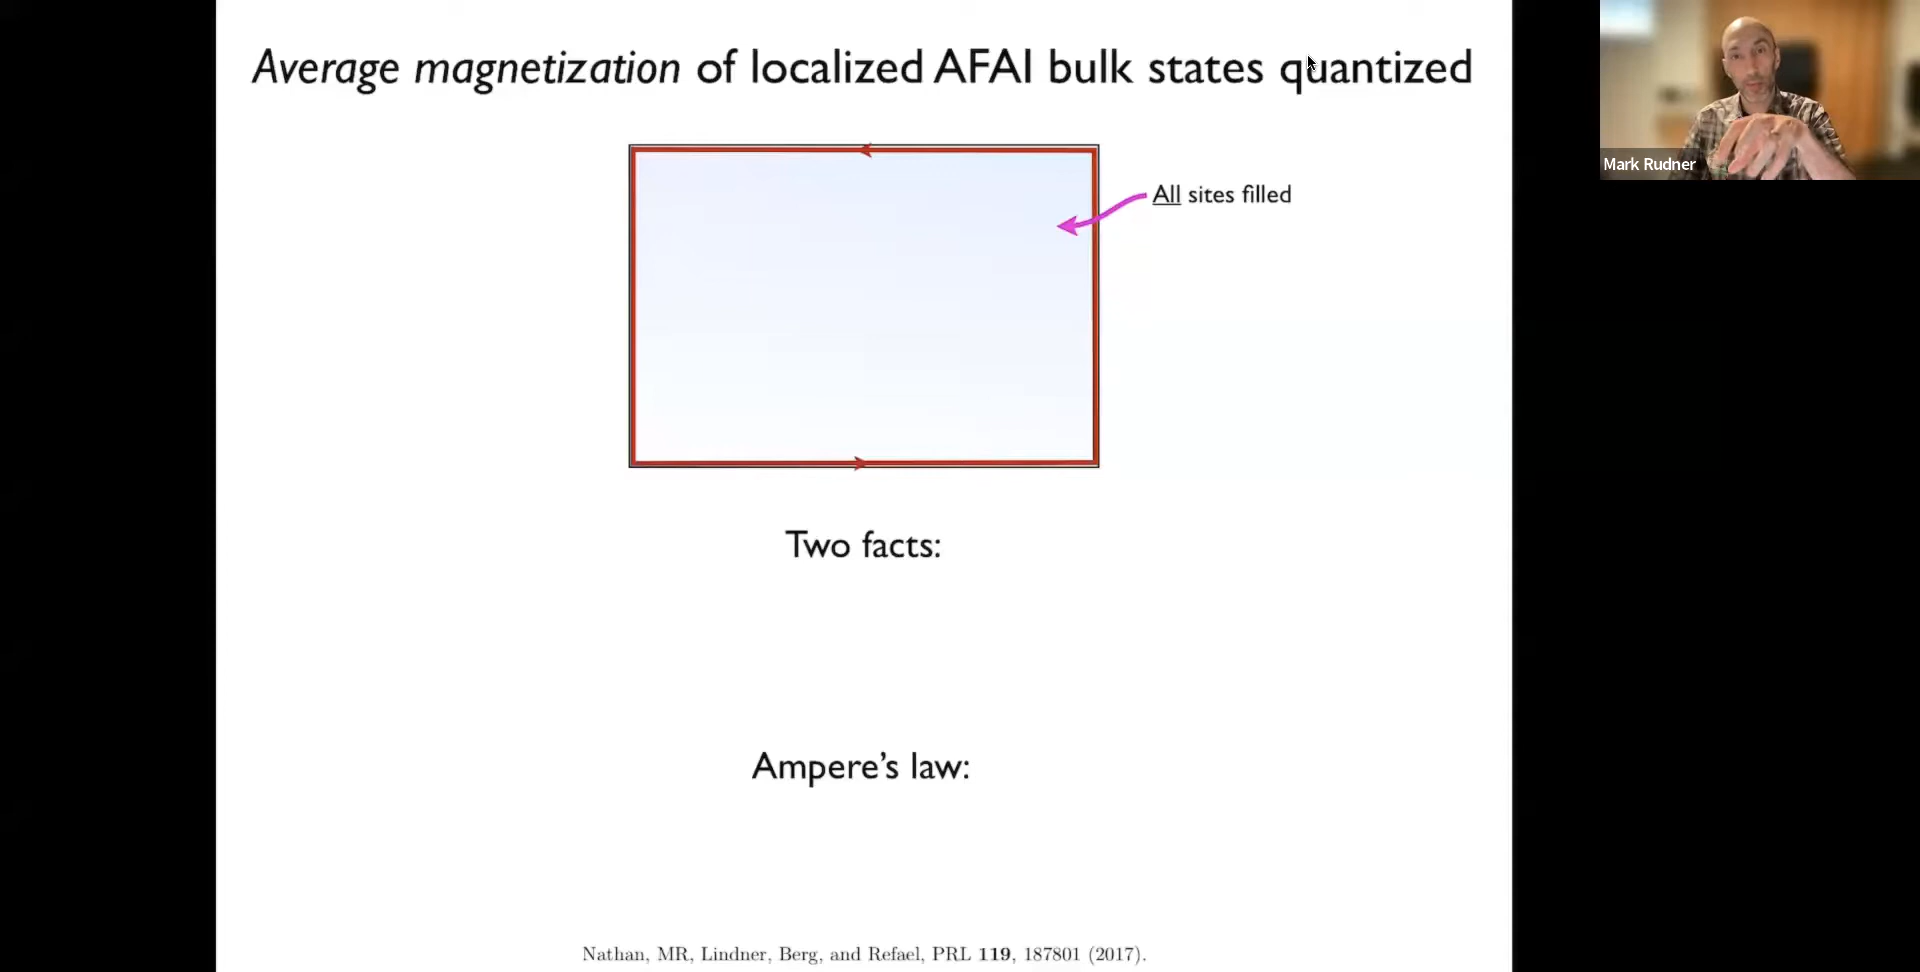 Average magnetization of localized AFAI bulk states quantized
Mark Rudner
All sites filled
Two facts:
Ampere’s law:
Nathan, MR, Lindner, Berg, and Refael, PRL 119, 187801 (2017).